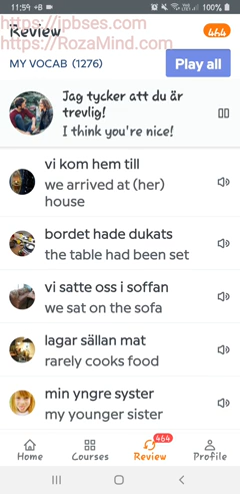 11:59 +B
100%
https://jpbses.com
https://RozaMind.com
Review
464
MY VOCAB (1276)
Play all
Jag tycker att du är
trevlig!
I think you're nice!
vi kom hem till
we arrived at (her)
house
bordet hade dukats
the table had been set
vi satte oss i soffan
we sat on the sofa
lagar sällan mat
rarely cooks food
min yngre syster
my younger sister
464
Home
Courses
Review
Profile